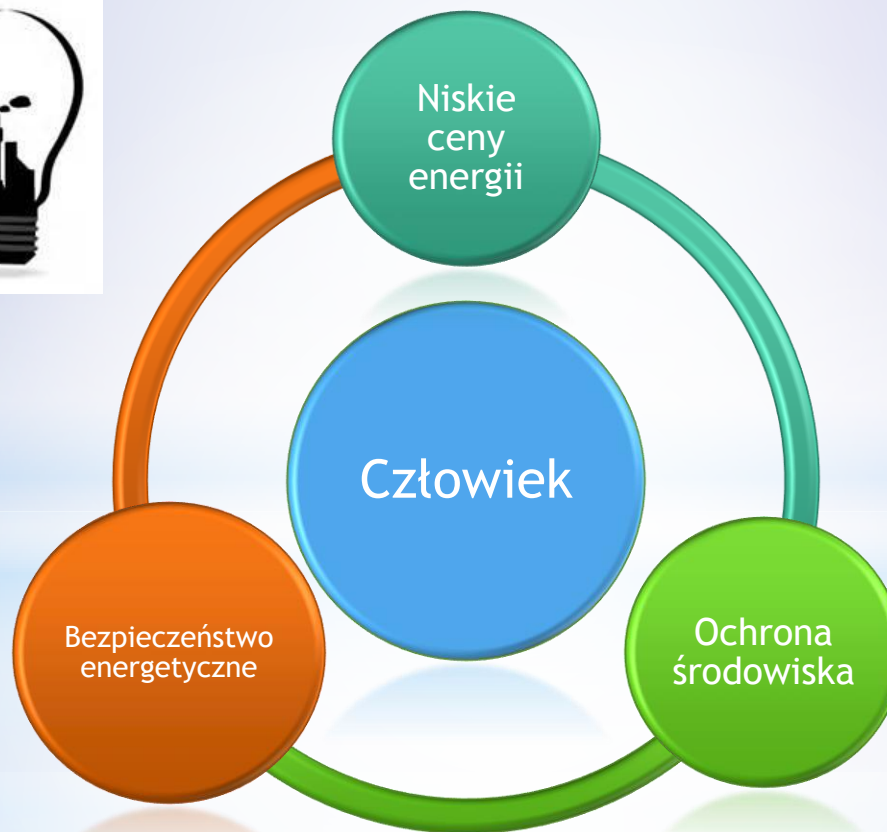 Niskie
ceny
energii
Człowiek
Bezpieczeństwo
energetyczne
Ochrona
środowiska